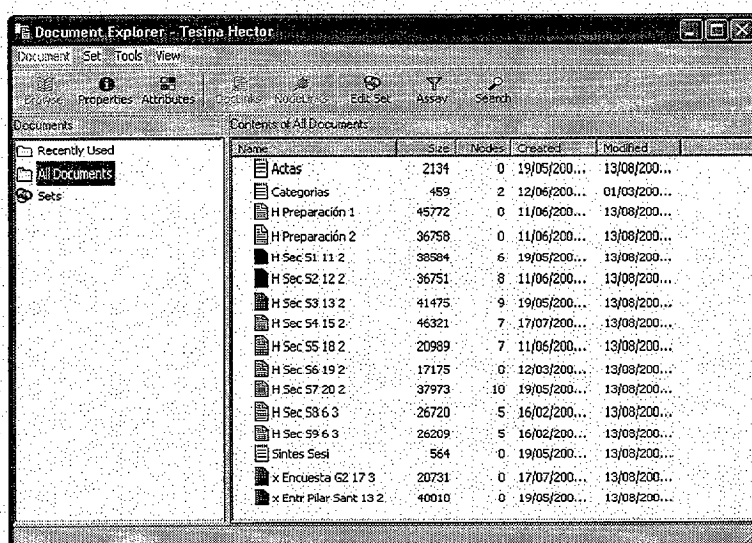 Document Explorer - Tesina Hector
Document Set Tools View
Browse Properties Attributes DocLinks NodeLinks Edit Set Assay Search
Documents Contents of All Documents
Recently Used
All Documents
Sets
Name Size Nodes Created Modified
Actas 2134 0 19/05/200... 13/08/200...
Categorias 459 2 12/06/200... 01/03/200...
H Preparación 1 45772 0 11/06/200... 13/08/200...
H Preparación 2 36758 0 11/06/200... 13/08/200...
H Sec S1 11 2 38584 6 19/05/200... 13/08/200...
H Sec S2 12 2 36751 8 11/06/200... 13/08/200...
H Sec S3 13 2 41475 9 19/05/200... 13/08/200...
H Sec S4 15 2 46321 7 17/07/200... 13/08/200...
H Sec S5 18 2 20989 7 11/06/200... 13/08/200...
H Sec S6 19 2 17175 0 12/03/200... 13/08/200...
H Sec S7 20 2 37973 10 19/05/200... 13/08/200...
H Sec S8 6 3 26720 5 16/02/200... 13/08/200...
H Sec S9 6 3 26209 5 16/02/200... 13/08/200...
Sintes Sesi 564 0 19/05/200... 13/08/200...
x Encuesta G2 17 3 20731 0 17/07/200... 13/08/200...
x Entr Pilar Sant 13 2 40010 0 19/05/200... 13/08/200...